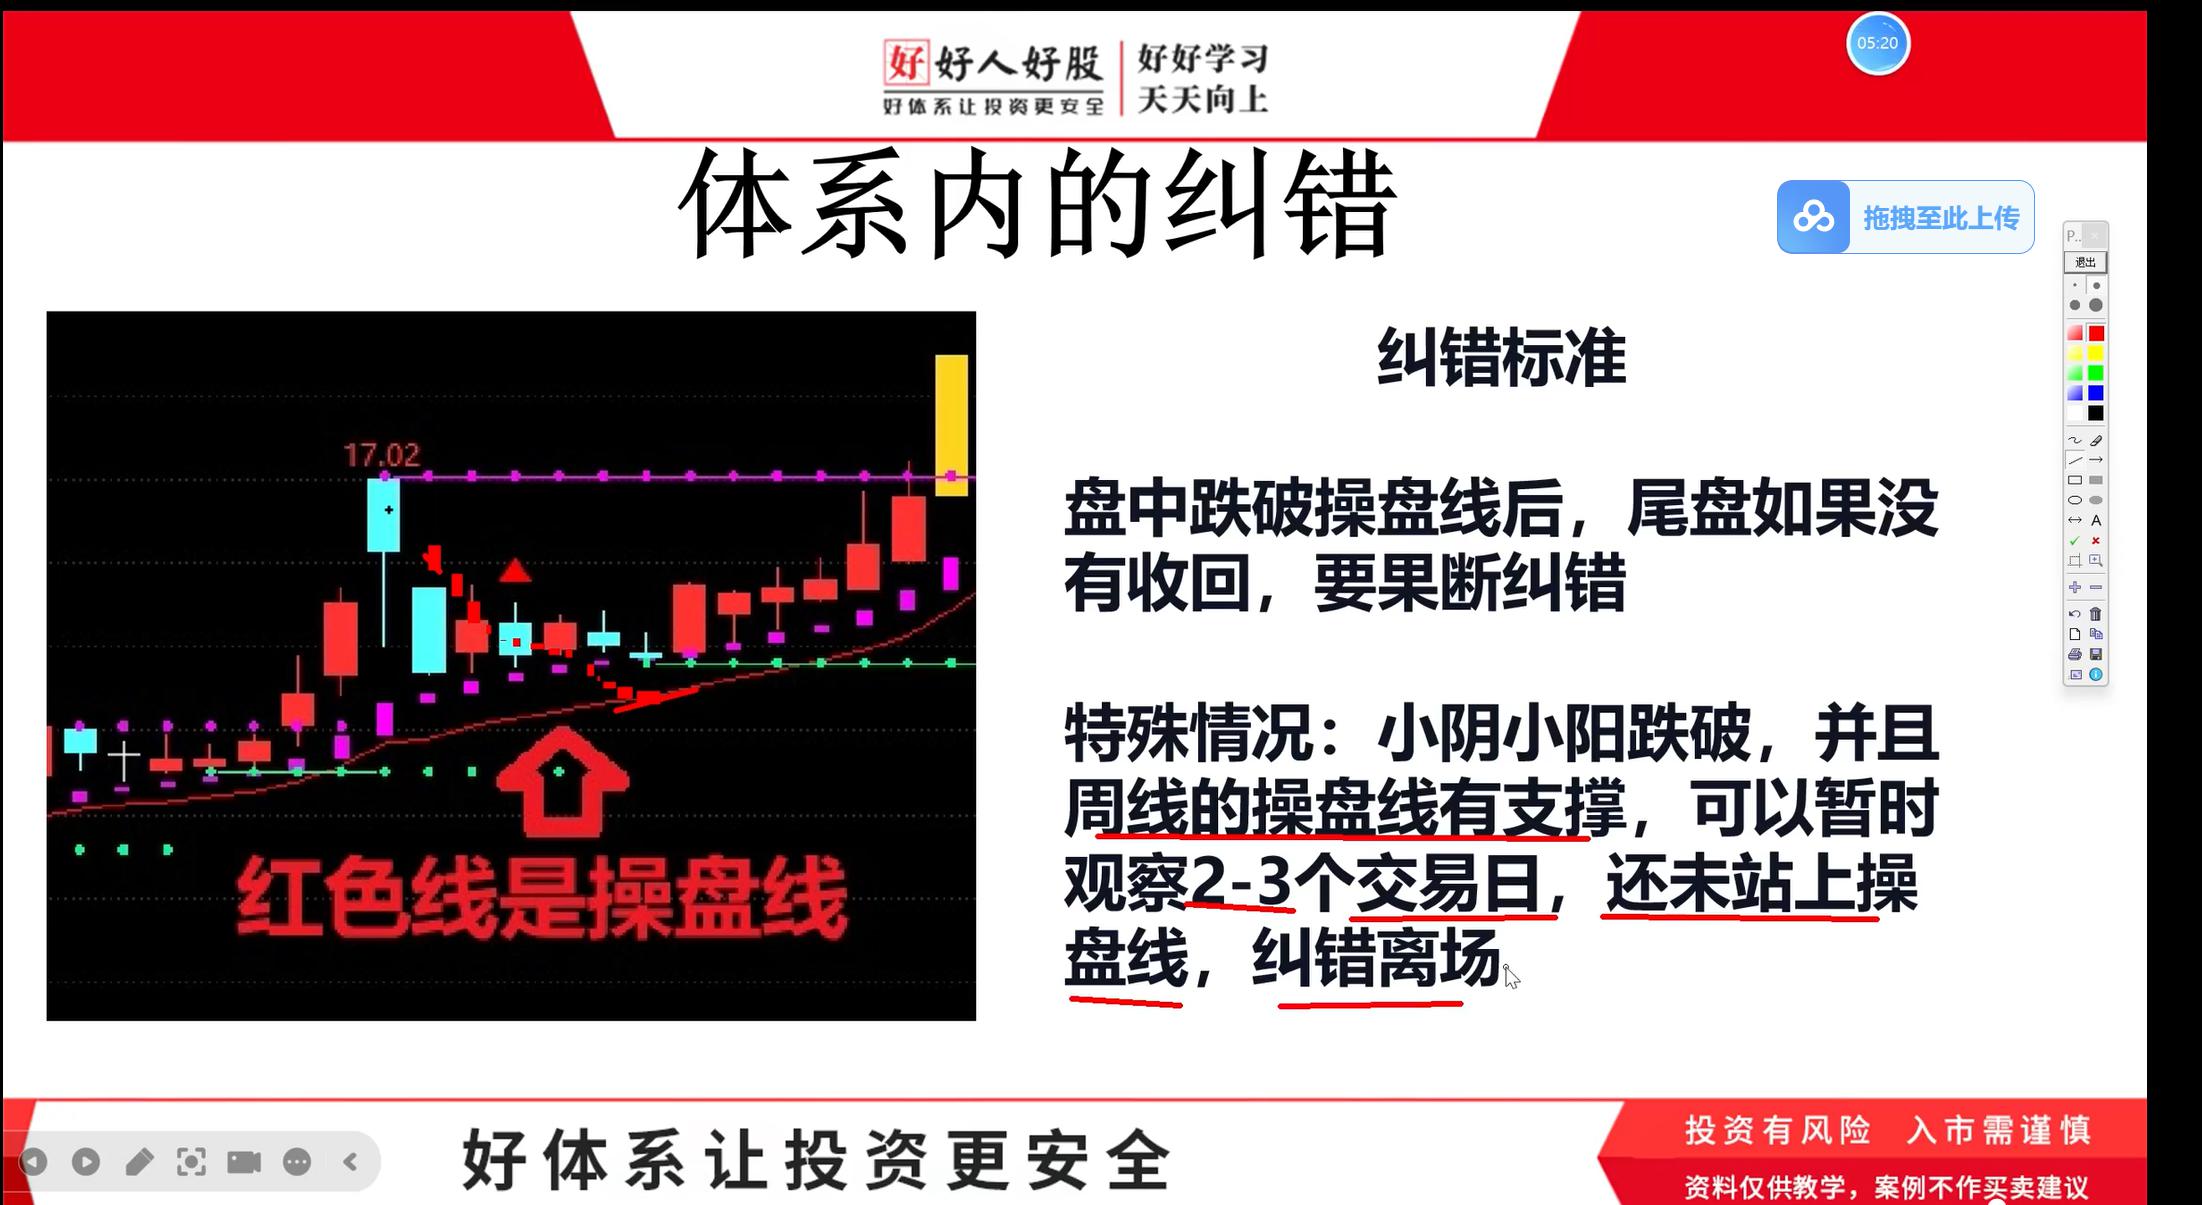 好 好人好股
好体系让投资更安全
好好学习
天天向上
05:20
体系内的纠错
拖拽至此上传
P..
退出
A
17.02
红色线是操盘线
纠错标准
盘中跌破操盘线后，尾盘如果没
有收回，要果断纠错
特殊情况：小阴小阳跌破，并且
周线的操盘线有支撑，可以暂时
观察2-3个交易日，还未站上操
盘线，纠错离场。
好体系让投资更安全
投资有风险 入市需谨慎
资料仅供教学，案例不作买卖建议